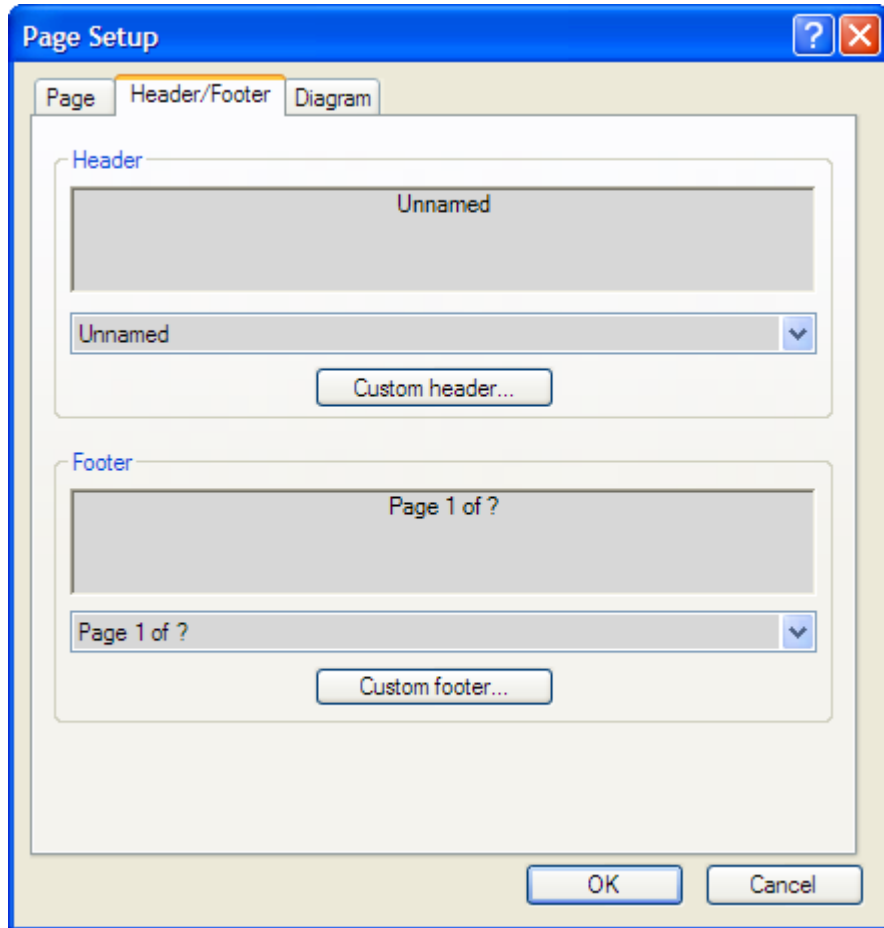 Page Setup
?
Page Header/Footer Diagram
Header
Unnamed
Unnamed
Custom header...
Footer
Page 1 of ?
Page 1 of ?
Custom footer...
OK Cancel